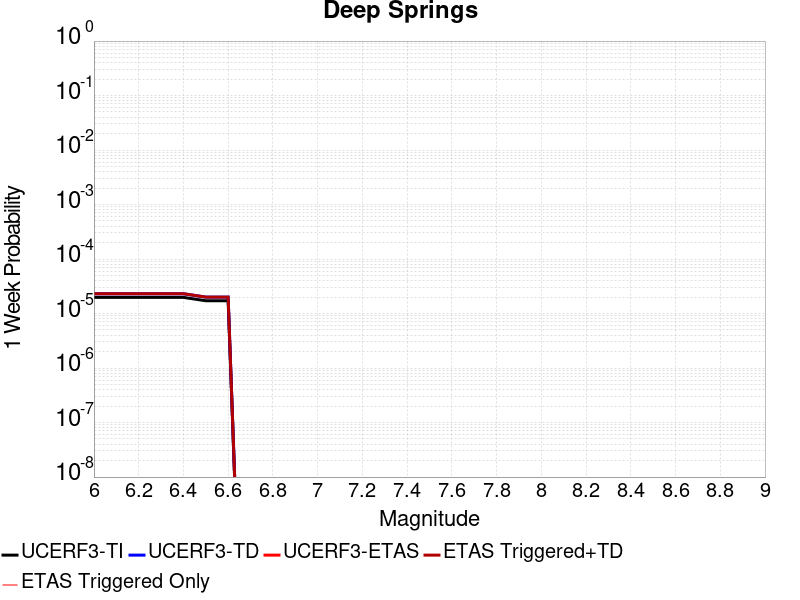 Deep Springs
10^0
10^-1
10^-2
10^-3
10^-4
10^-5
10^-6
10^-7
10^-8
1 Week Probability
6 6.2 6.4 6.6 6.8 7 7.2 7.4 7.6 7.8 8 8.2 8.4 8.6 8.8 9
Magnitude
UCERF3-TI UCERF3-TD UCERF3-ETAS ETAS Triggered+TD
ETAS Triggered Only